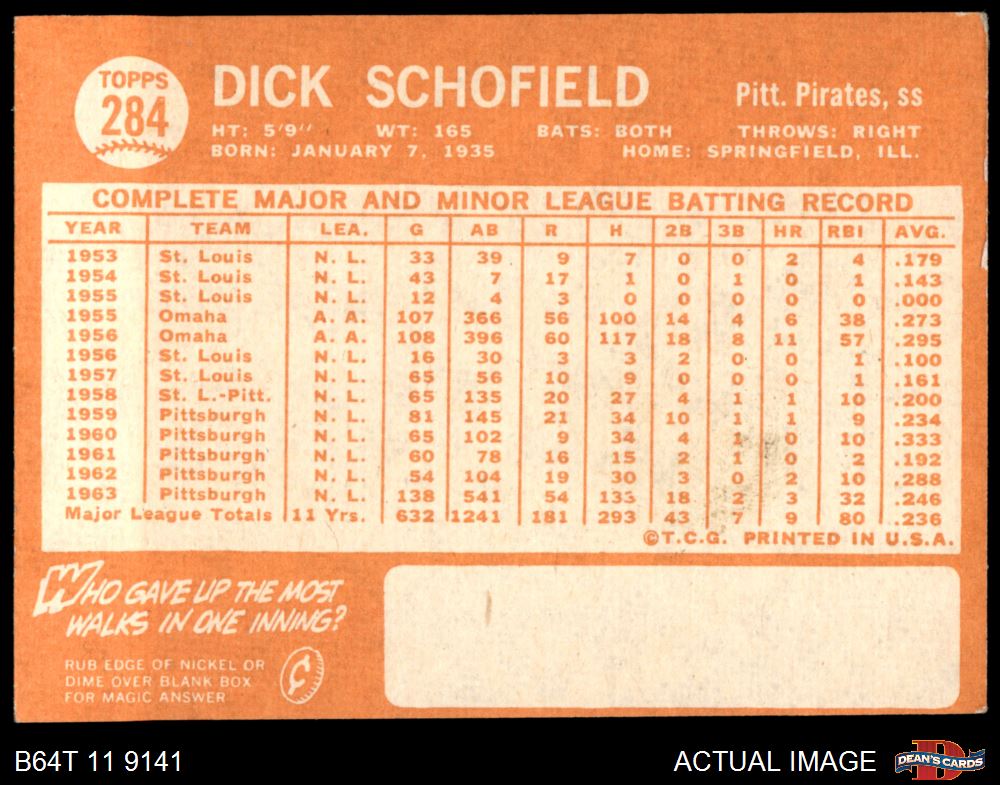 TOPPS
284
DICK SCHOFIELD
Pitt. Pirates, ss
HT: 5'9" WT: 165 BATS: BOTH THROWS: RIGHT
BORN: JANUARY 7, 1935 HOME: SPRINGFIELD, ILL.
COMPLETE MAJOR AND MINOR LEAGUE BATTING RECORD
YEAR TEAM LEA. G AB R H 2B 3B HR RBI AVG.
1953 St. Louis N. L. 33 39 9 7 0 0 2 4 .179
1954 St. Louis N. L. 43 7 17 1 0 1 0 1 .143
1955 St. Louis N. L. 12 4 3 0 0 0 0 0 .000
1955 Omaha A. A. 107 366 56 100 14 4 6 38 .273
1956 Omaha A. A. 108 396 60 117 18 8 11 57 .295
1956 St. Louis N. L. 16 30 3 3 2 0 0 1 .100
1957 St. Louis N. L. 65 56 10 9 0 0 0 1 .161
1958 St. L.-Pitt. N. L. 65 135 20 27 4 1 1 10 .200
1959 Pittsburgh N. L. 81 145 21 34 10 1 1 9 .234
1960 Pittsburgh N. L. 65 102 9 34 4 1 0 10 .333
1961 Pittsburgh N. L. 60 78 16 15 2 1 0 2 .192
1962 Pittsburgh N. L. 54 104 19 30 3 0 2 10 .288
1963 Pittsburgh N. L. 138 541 54 133 18 2 3 32 .246
Major League Totals 11 Yrs. 632 1241 181 293 43 7 9 80 .236
©T.C.G. PRINTED IN U.S.A.
WHO GAVE UP THE MOST
WALKS IN ONE INNING?
RUB EDGE OF NICKEL OR
DIME OVER BLANK BOX
FOR MAGIC ANSWER
¢
B64T 11 9141
ACTUAL IMAGE
D
DEAN'S CARDS